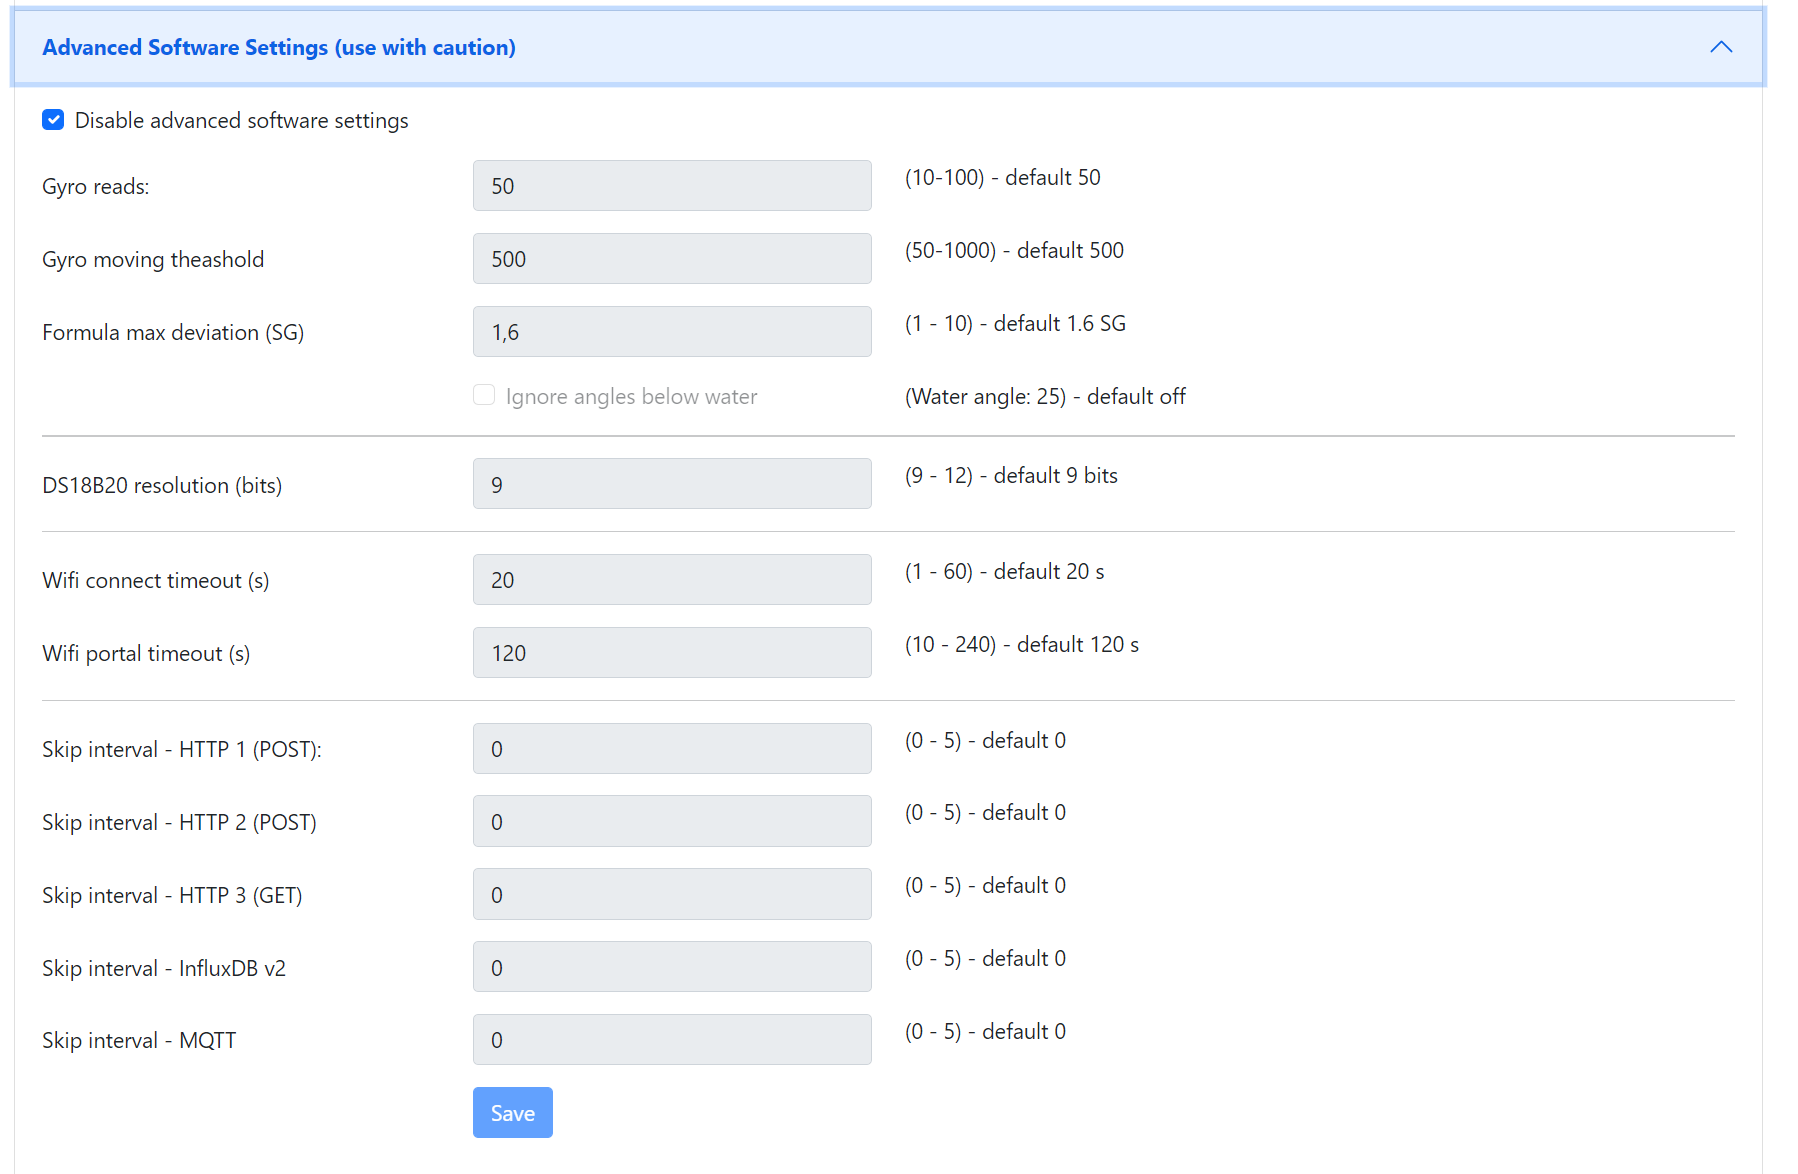 Advanced Software Settings (use with caution)
Disable advanced software settings
Gyro reads: 50 (10-100) - default 50
Gyro moving theashold 500 (50-1000) - default 500
Formula max deviation (SG) 1,6 (1 - 10) - default 1.6 SG
Ignore angles below water (Water angle: 25) - default off
DS18B20 resolution (bits) 9 (9 - 12) - default 9 bits
Wifi connect timeout (s) 20 (1 - 60) - default 20 s
Wifi portal timeout (s) 120 (10 - 240) - default 120 s
Skip interval - HTTP 1 (POST): 0 (0 - 5) - default 0
Skip interval - HTTP 2 (POST) 0 (0 - 5) - default 0
Skip interval - HTTP 3 (GET) 0 (0 - 5) - default 0
Skip interval - InfluxDB v2 0 (0 - 5) - default 0
Skip interval - MQTT 0 (0 - 5) - default 0
Save